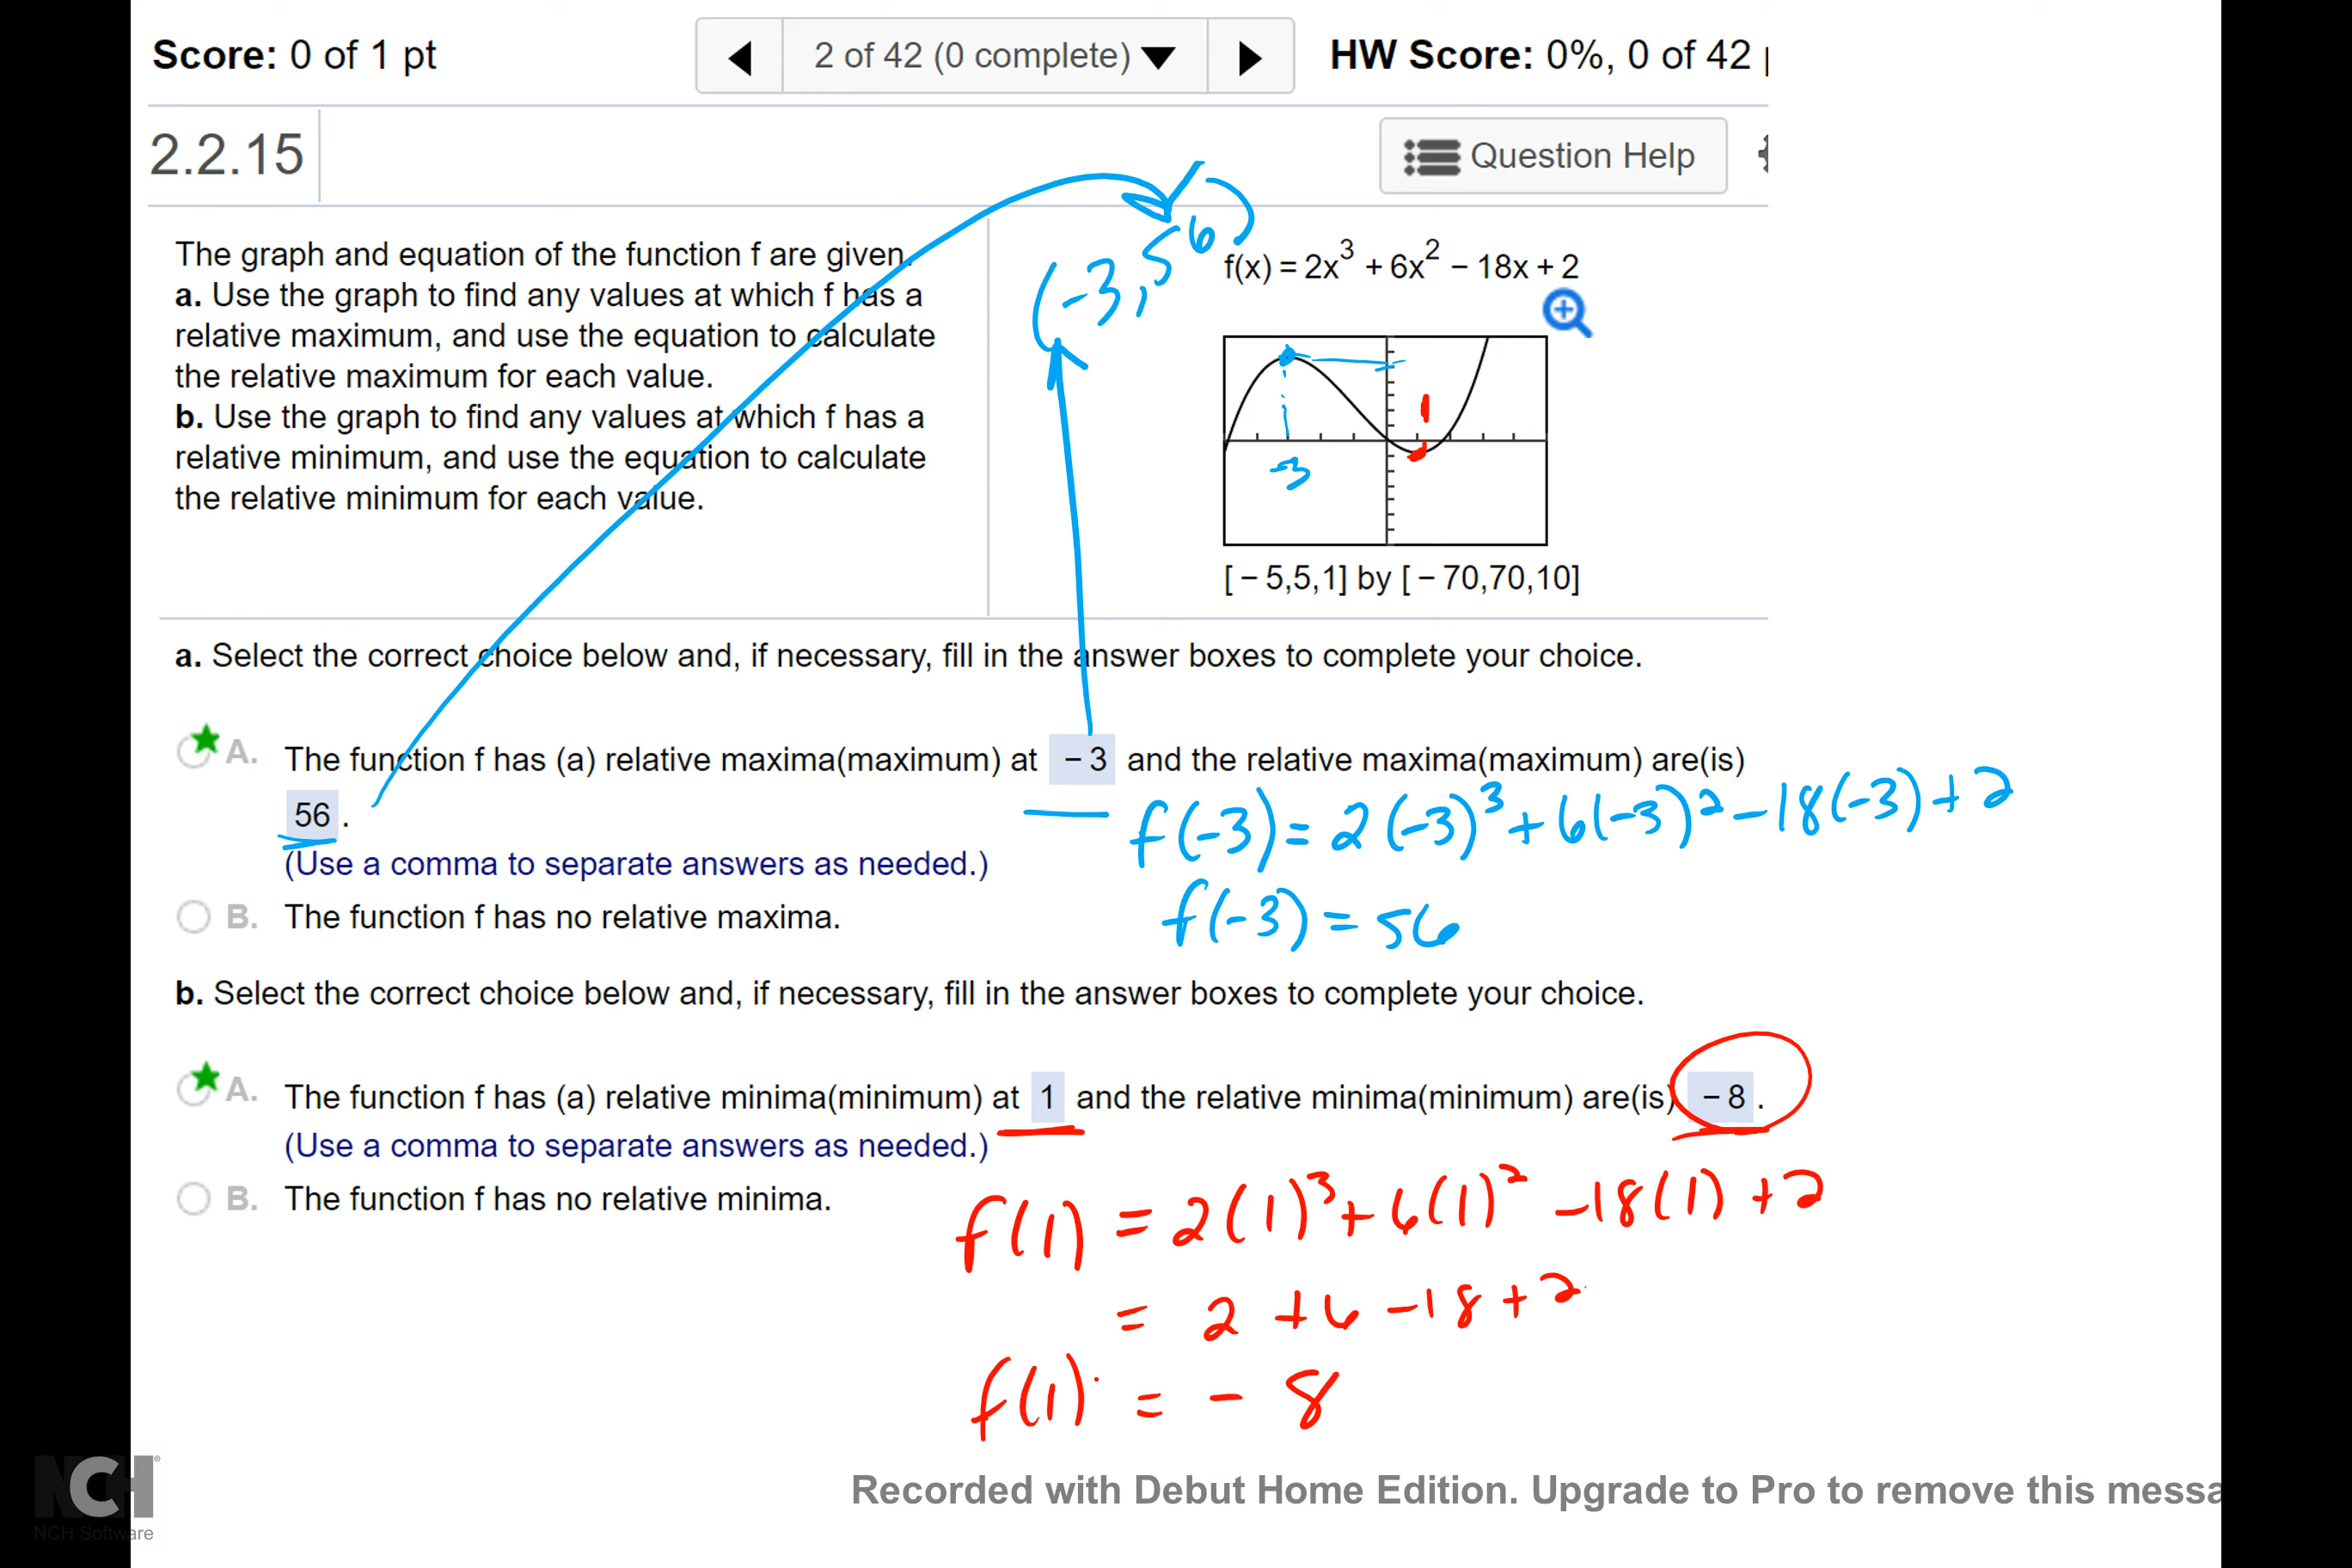 Score: 0 of 1 pt
2 of 42 (0 complete)
HW Score: 0%, 0 of 42
2.2.15
Question Help
The graph and equation of the function f are given.
a. Use the graph to find any values at which f has a
relative maximum, and use the equation to calculate
the relative maximum for each value.
b. Use the graph to find any values at which f has a
relative minimum, and use the equation to calculate
the relative minimum for each value.
(-3, 56)
f(x) = 2x³ + 6x² − 18x + 2
1
-3
[ − 5,5,1] by [ − 70,70,10]
a. Select the correct choice below and, if necessary, fill in the answer boxes to complete your choice.
A. The function f has (a) relative maxima(maximum) at − 3 and the relative maxima(maximum) are(is)
56 .
f(-3) = 2(-3)³ + 6(-3)² - 18(-3) + 2
(Use a comma to separate answers as needed.)
B. The function f has no relative maxima.
f(-3) = 56
b. Select the correct choice below and, if necessary, fill in the answer boxes to complete your choice.
A. The function f has (a) relative minima(minimum) at 1 and the relative minima(minimum) are(is) − 8 .
(Use a comma to separate answers as needed.)
B. The function f has no relative minima.
f(1) = 2(1)³ + 6(1)² - 18(1) + 2
= 2 + 6 - 18 + 2
f(1) = - 8
NCH®
NCH Software
Recorded with Debut Home Edition. Upgrade to Pro to remove this messa